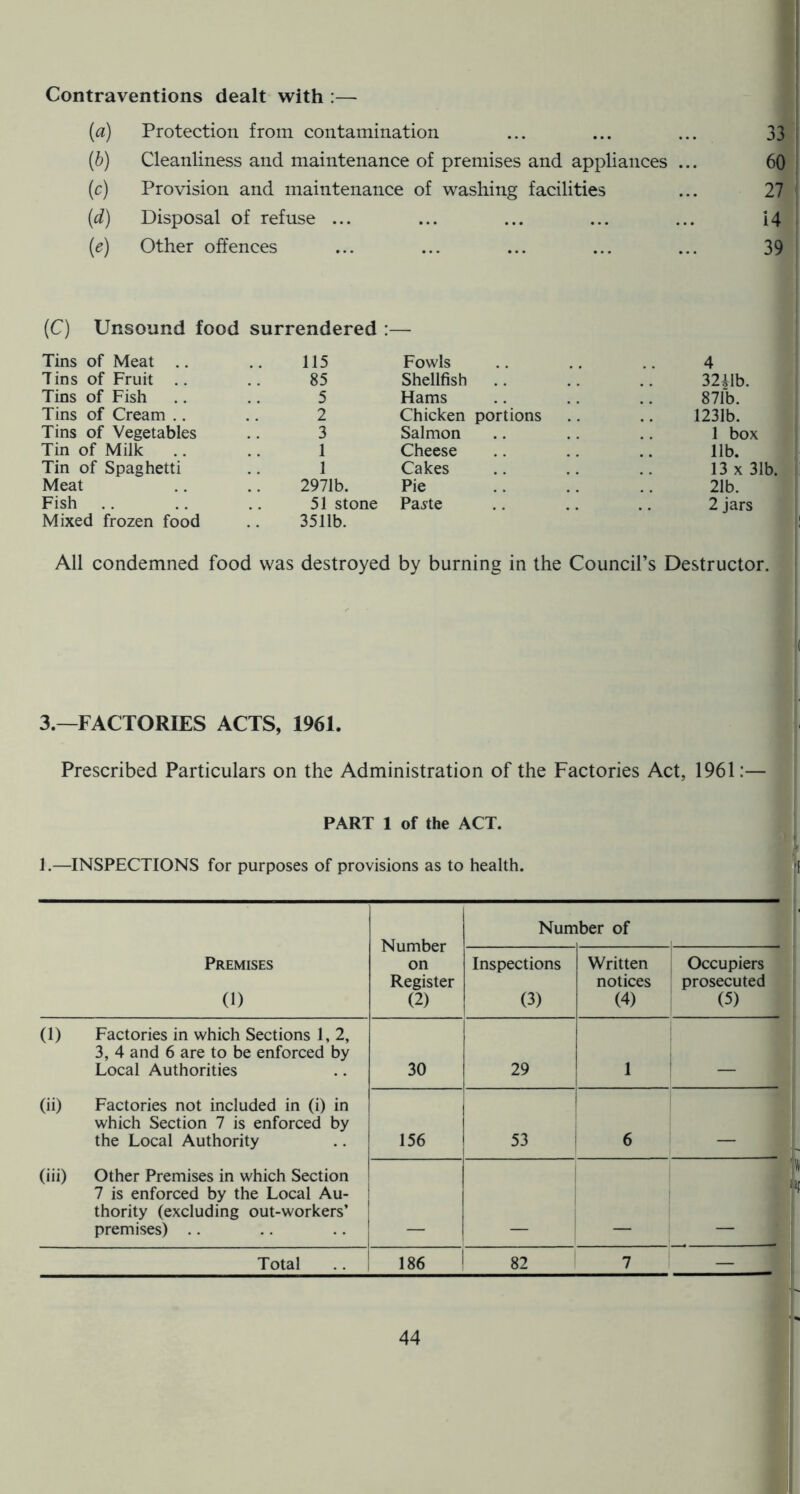 Contraventions dealt with :—
(a) Protection from contamination ... ... ... 33
(b) Cleanliness and maintenance of premises and appliances ... 60
(c) Provision and maintenance of washing facilities ... 27
(d) Disposal of refuse ... ... ... ... ... 14
(e) Other offences ... ... ... ... ... 39
(C) Unsound food surrendered :—
Tins of Meat .. .. 115 Fowls .. .. .. 4
Tins of Fruit .. .. 85 Shellfish .. .. .. 32½lb.
Tins of Fish .. .. 5 Hams .. .. .. 87lb.
Tins of Cream .. .. 2 Chicken portions .. .. 123lb.
Tins of Vegetables .. 3 Salmon .. .. .. 1 box
Tin of Milk .. .. 1 Cheese .. .. .. 1lb.
Tin of Spaghetti .. 1 Cakes .. .. .. 13 x 3lb.
Meat .. .. 297lb. Pie .. .. .. 2lb.
Fish .. .. .. 51 stone Paste .. .. .. 2 jars
Mixed frozen food .. 351lb.
All condemned food was destroyed by burning in the Council's Destructor.
3.—FACTORIES ACTS, 1961.
Prescribed Particulars on the Administration of the Factories Act, 1961:—
PART 1 of the ACT.
1.—INSPECTIONS for purposes of provisions as to health.
Number of
Number
Premises on Inspections Written Occupiers
Register notices prosecuted
(1) (2) (3) (4) (5)
(1) Factories in which Sections 1, 2,
3, 4 and 6 are to be enforced by
Local Authorities .. 30 29 1 —
(ii) Factories not included in (i) in
which Section 7 is enforced by
the Local Authority .. 156 53 6 —
(iii) Other Premises in which Section
7 is enforced by the Local Au-
thority (excluding out-workers'
premises) .. .. .. — — — —
Total .. 186 82 7 —
44